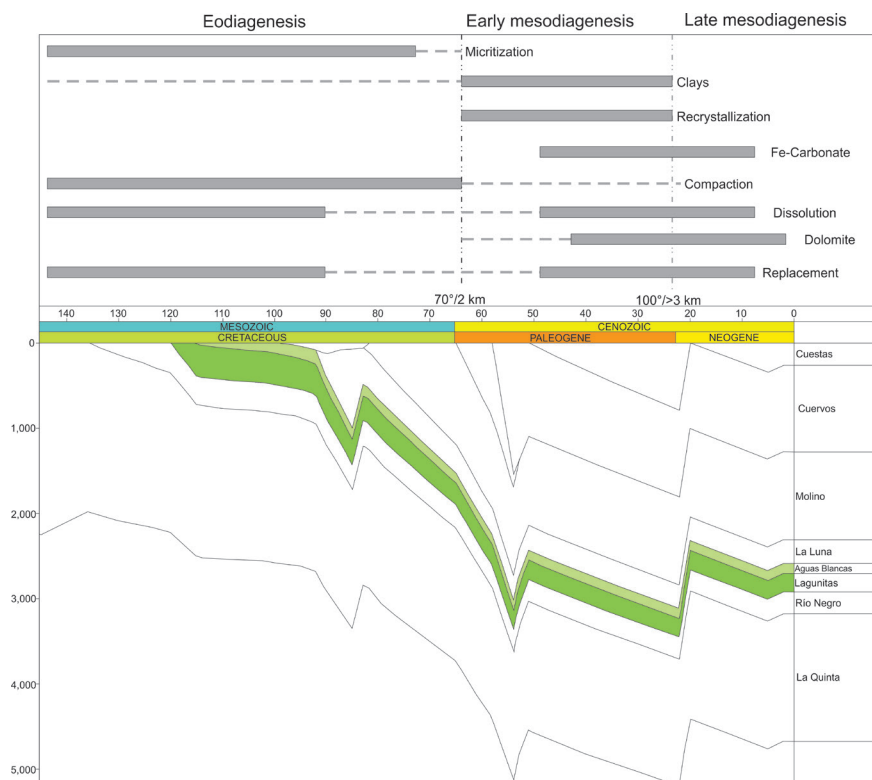 Eodiagenesis Early mesodiagenesis Late mesodiagenesis
Micritization
Clays
Recrystallization
Fe-Carbonate
Compaction
Dissolution
Dolomite
Replacement
70°/2 km 100°/>3 km
140 130 120 110 100 90 80 70 60 50 40 30 20 10 0
MESOZOIC CENOZOIC
CRETACEOUS PALEOGENE NEOGENE
0
Cuestas
Cuervos
1,000
Molino
2,000
La Luna
Aguas Blancas
Lagunitas
3,000
Río Negro
La Quinta
4,000
5,000